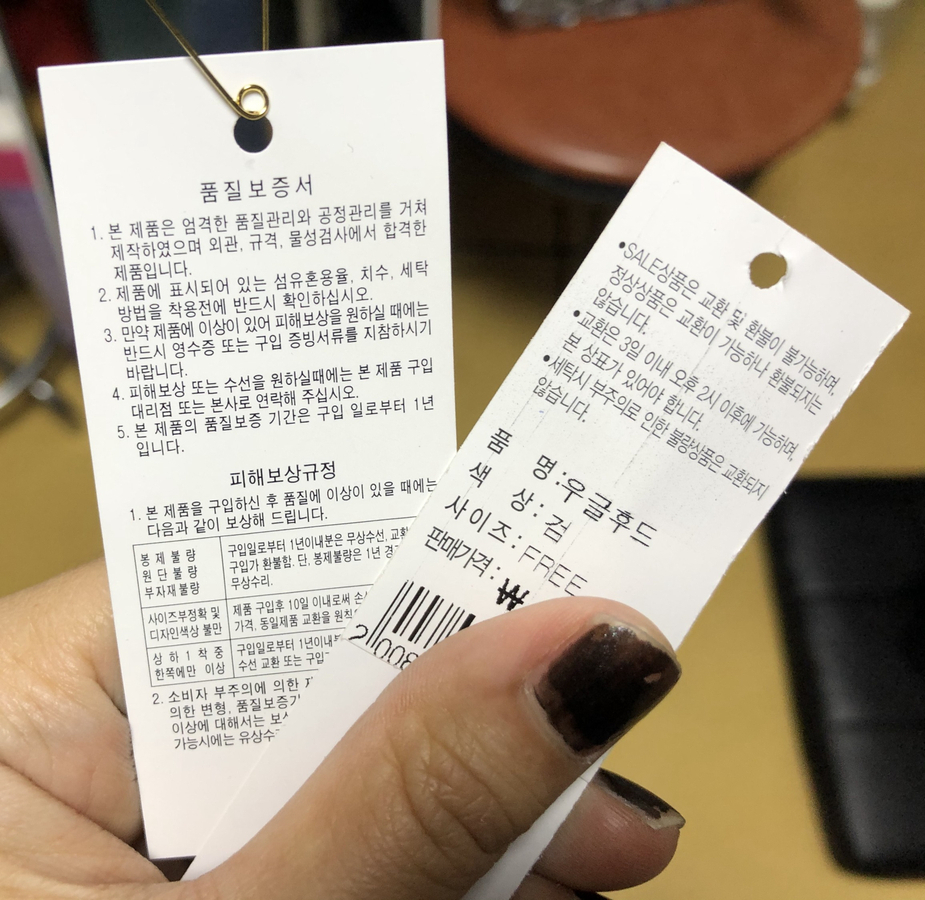 품질보증서
1. 본 제품은 엄격한 품질관리와 공정관리를 거쳐
제작하였으며 외관, 규격, 물성검사에서 합격한
제품입니다.
2. 제품에 표시되어 있는 섬유혼용율, 치수, 세탁
방법을 착용전에 반드시 확인하십시오.
3. 만약 제품에 이상이 있어 피해보상을 원하실 때에는
반드시 영수증 또는 구입 증빙서류를 지참하시기
바랍니다.
4. 피해보상 또는 수선을 원하실때에는 본 제품 구입
대리점 또는 본사로 연락해 주십시오.
5. 본 제품의 품질보증 기간은 구입 일로부터 1년
입니다.
피해보상규정
1. 본 제품을 구입하신 후 품질에 이상이 있을 때에는
다음과 같이 보상해 드립니다.
봉제불량
원단불량
부자재불량
구입일로부터 1년이내분은 무상수선, 교환
구입가 환불함. 단, 봉제불량은 1년 경
무상수리.
사이즈부정확 및
디자인색상 불만
제품 구입후 10일 이내로써 손
가격, 동일제품 교환을 원칙
상 하 1 착 중
한쪽에만 이상
구입일로부터 1년이내
수선 교환 또는 구입
2. 소비자 부주의에 의한
의한 변형, 품질보증기
이상에 대해서는 보
가능시에는 유상수
•SALE상품은 교환 및 환불이 불가능하며,
정상상품은 교환이 가능하나 환불되지는
않습니다.
•교환은 3일 이내 오후 2시 이후에 가능하며,
본 상표가 있어야 합니다.
•세탁시 부주의로 인한 불량상품은 교환되지
않습니다.
품 명:우글후드
색 상:검
사이즈:FREE
판매가격:₩
2 008